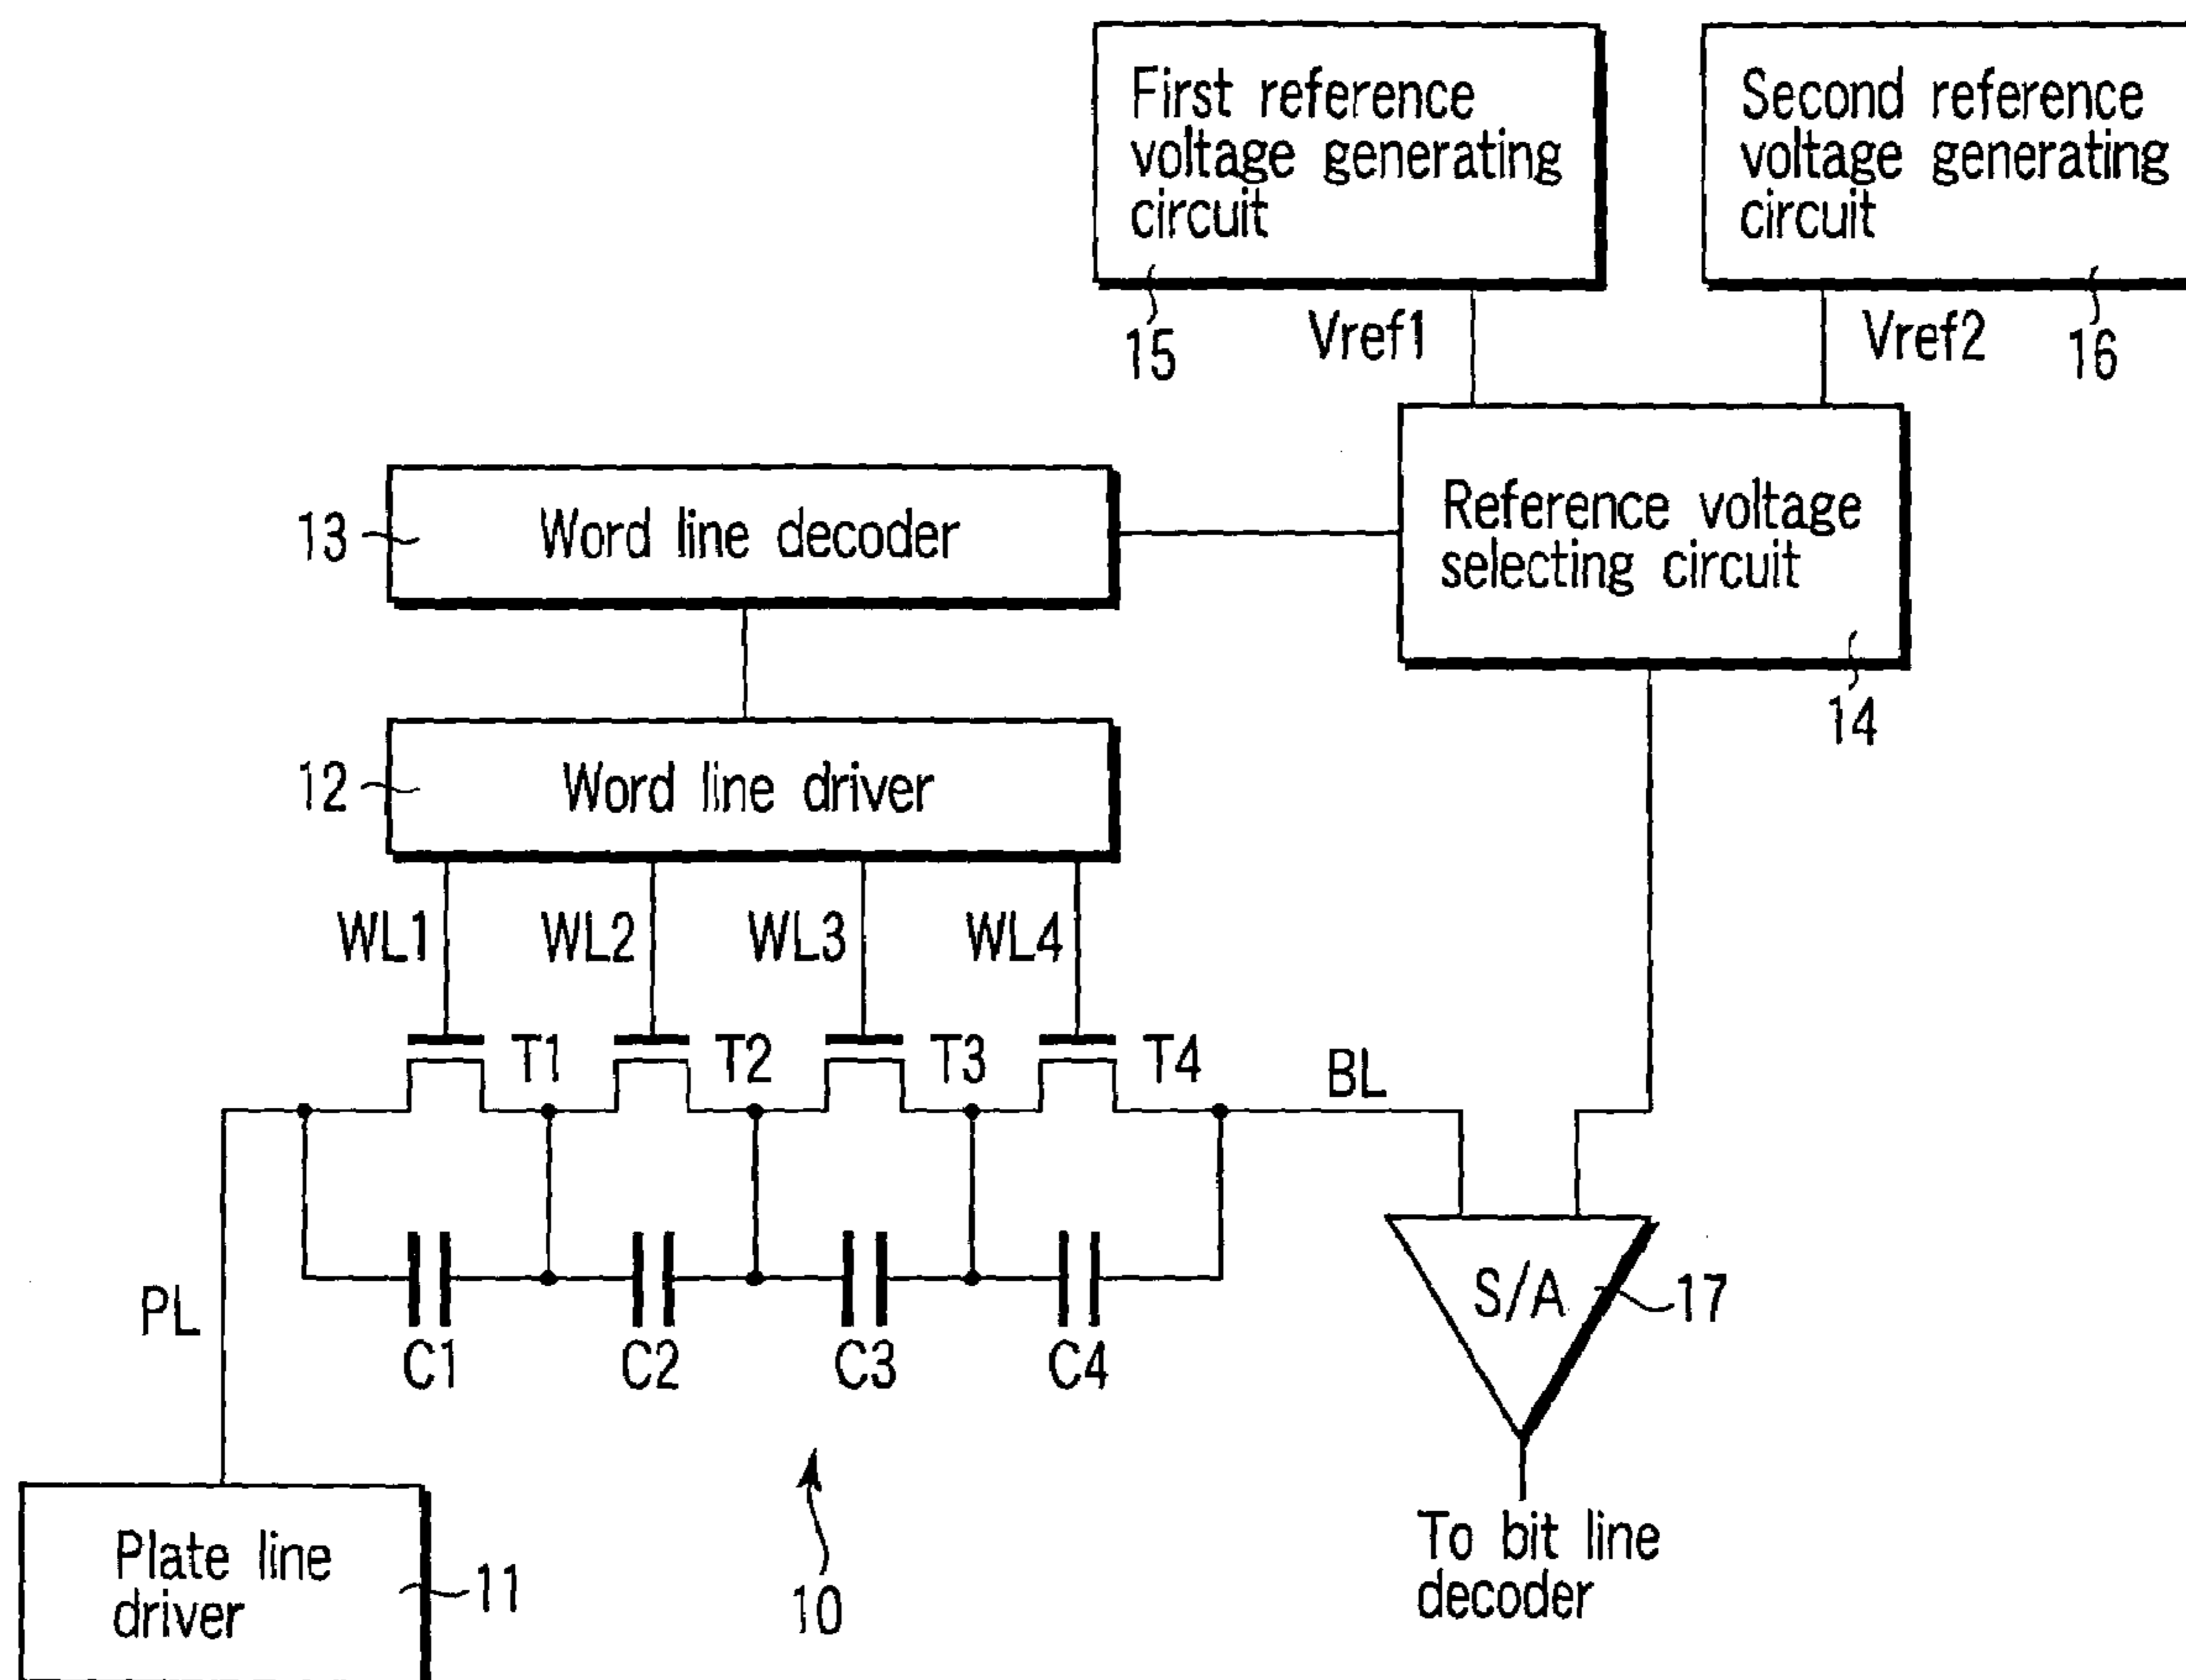 First reference
voltage generating
circuit
15
Vref1
Second reference
voltage generating
circuit
16
Vref2
13
Word line decoder
Reference voltage
selecting circuit
14
12
Word line driver
WL1
WL2
WL3
WL4
T1
T2
T3
T4
BL
PL
C1
C2
C3
C4
S/A
17
Plate line
driver
11
10
To bit line
decoder